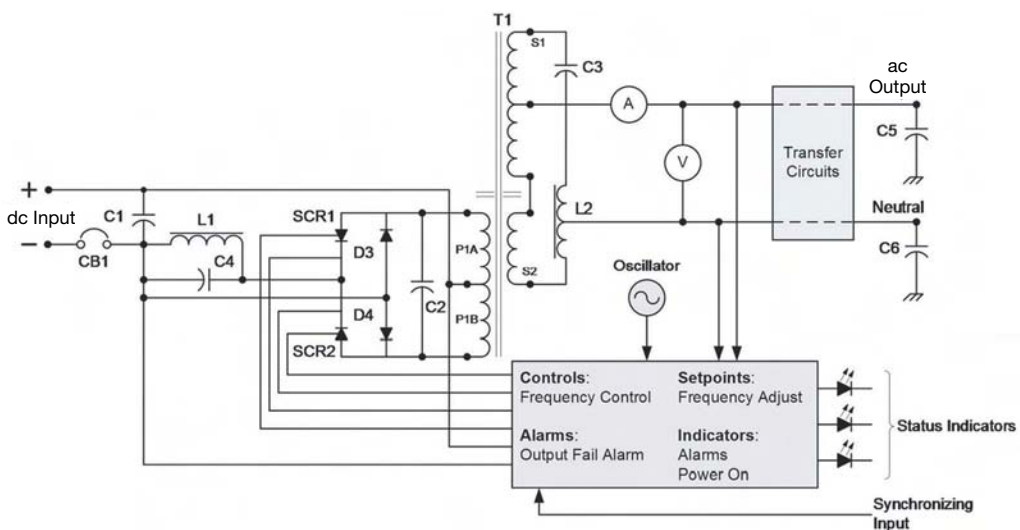 T1
S1
C3
ac
Output
A
C5
V
Transfer
Circuits
+
dc Input
−
C1
L1
SCR1
CB1
C4
D3
C2
P1A
L2
Neutral
S2
Oscillator
C6
D4
P1B
SCR2
Controls:
Frequency Control
Setpoints:
Frequency Adjust
Alarms:
Output Fail Alarm
Indicators:
Alarms
Power On
Status Indicators
Synchronizing
Input